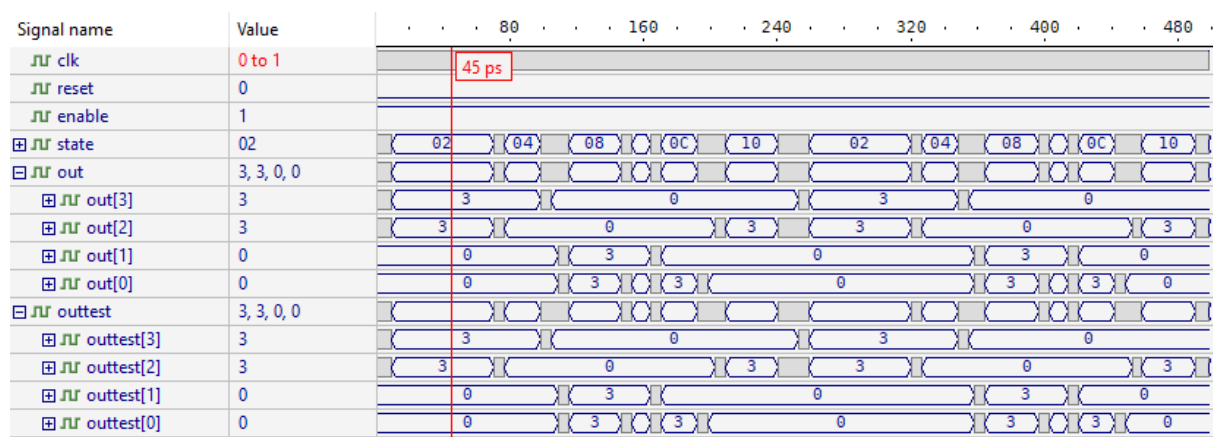 Signal name Value 80 160 240 320 400 480
clk 0 to 1 45 ps
reset 0
enable 1
state 02 02 04 08 0C 10 02 04 08 0C 10
out 3, 3, 0, 0
out[3] 3 3 0 3 0
out[2] 3 3 0 3 3 0 3
out[1] 0 0 3 0 3 0
out[0] 0 0 3 3 0 3 3 0
outtest 3, 3, 0, 0
outtest[3] 3 3 0 3 0
outtest[2] 3 3 0 3 3 0 3
outtest[1] 0 0 3 0 3 0
outtest[0] 0 0 3 3 0 3 3 0